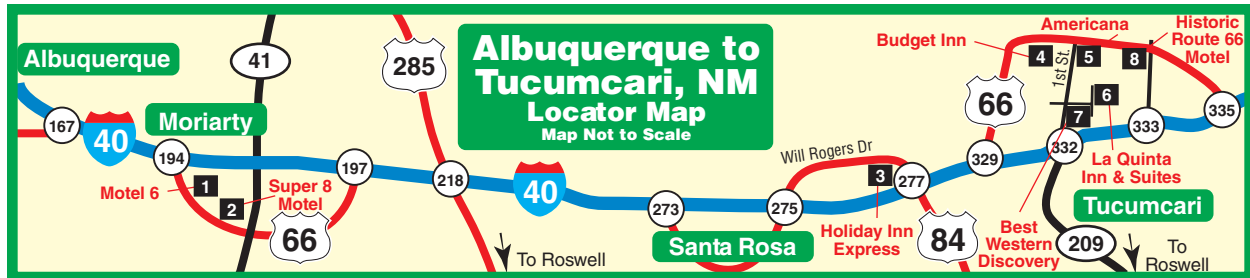 Albuquerque to
Tucumcari, NM
Locator Map
Map Not to Scale
Albuquerque
167
40
Moriarty
194
Motel 6
1
2
Super 8
Motel
66
41
197
285
218
To Roswell
40
273
Santa Rosa
275
Will Rogers Dr
3
Holiday Inn
Express
277
84
329
66
Budget Inn
4
1st St.
Americana
5
8
Historic
Route 66
Motel
6
7
332
333
335
La Quinta
Inn & Suites
Best
Western
Discovery
Tucumcari
209
To
Roswell